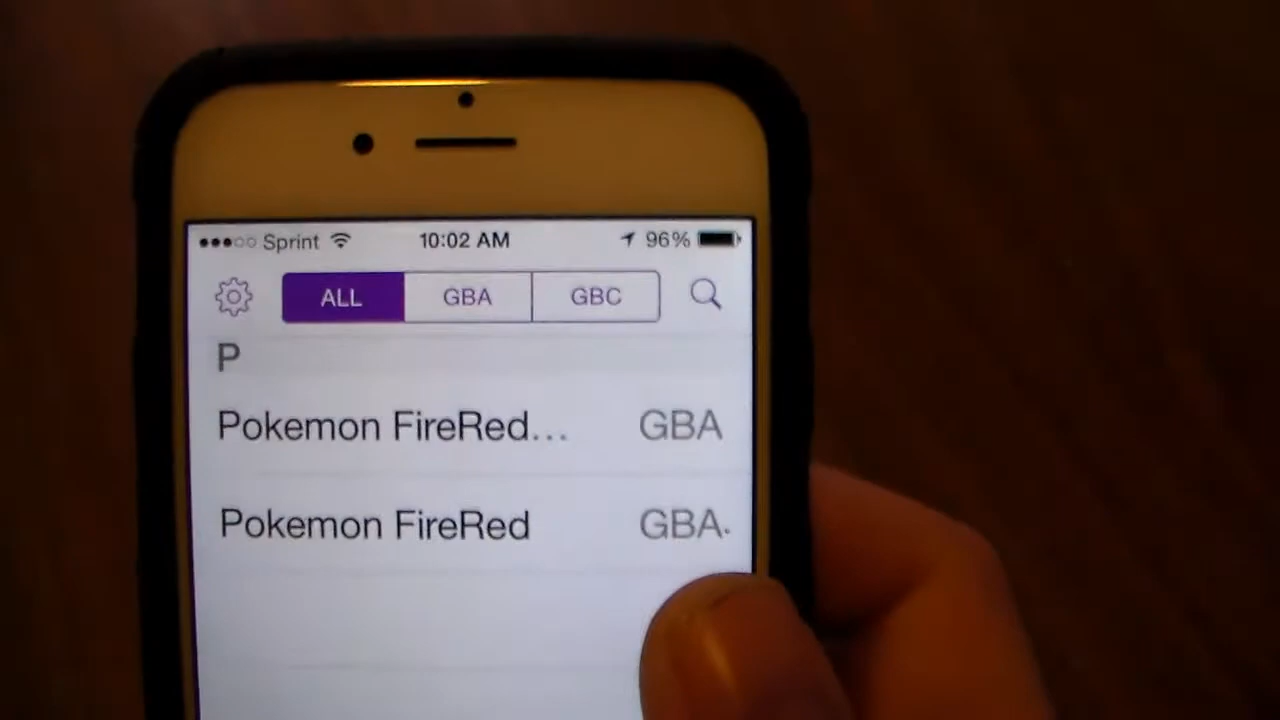 Sprint 10:02 AM 96%
ALL GBA GBC
P
Pokemon FireRed... GBA
Pokemon FireRed GBA